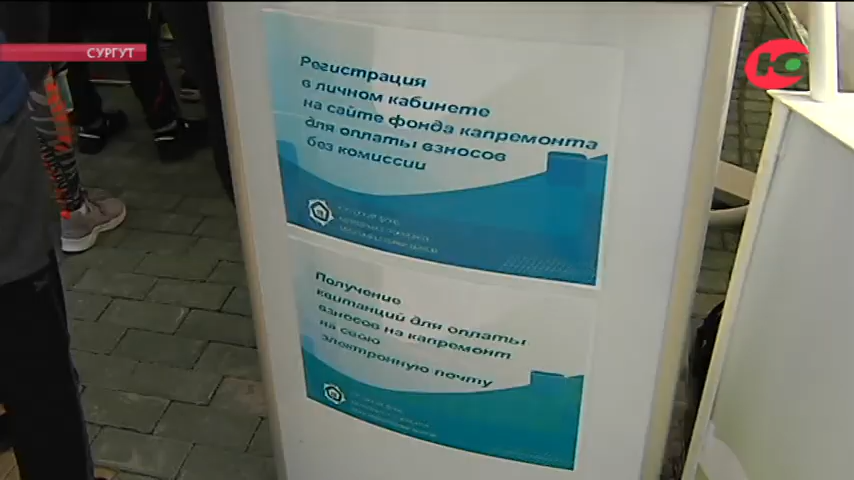 СУРГУТ
Ю
Регистрация
в личном кабинете
на сайте фонда капремонта
для оплаты взносов
без комиссии
Получение
квитанций для оплаты
взносов на капремонт
на свою
электронную почту